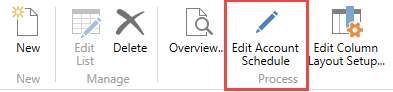 New
Edit
List
Delete
Overview...
Edit Account
Schedule
Edit Column
Layout Setup...
New
Manage
Process